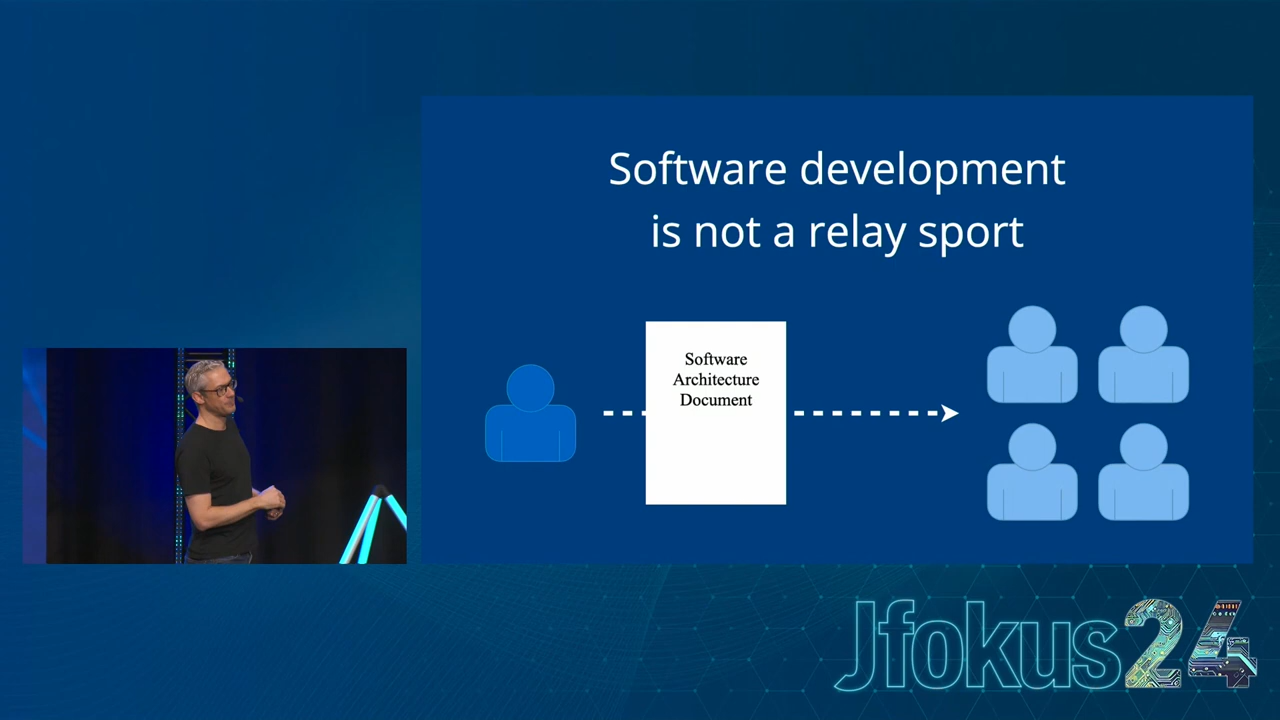 Software development
is not a relay sport
Software
Architecture
Document
Jfokus24